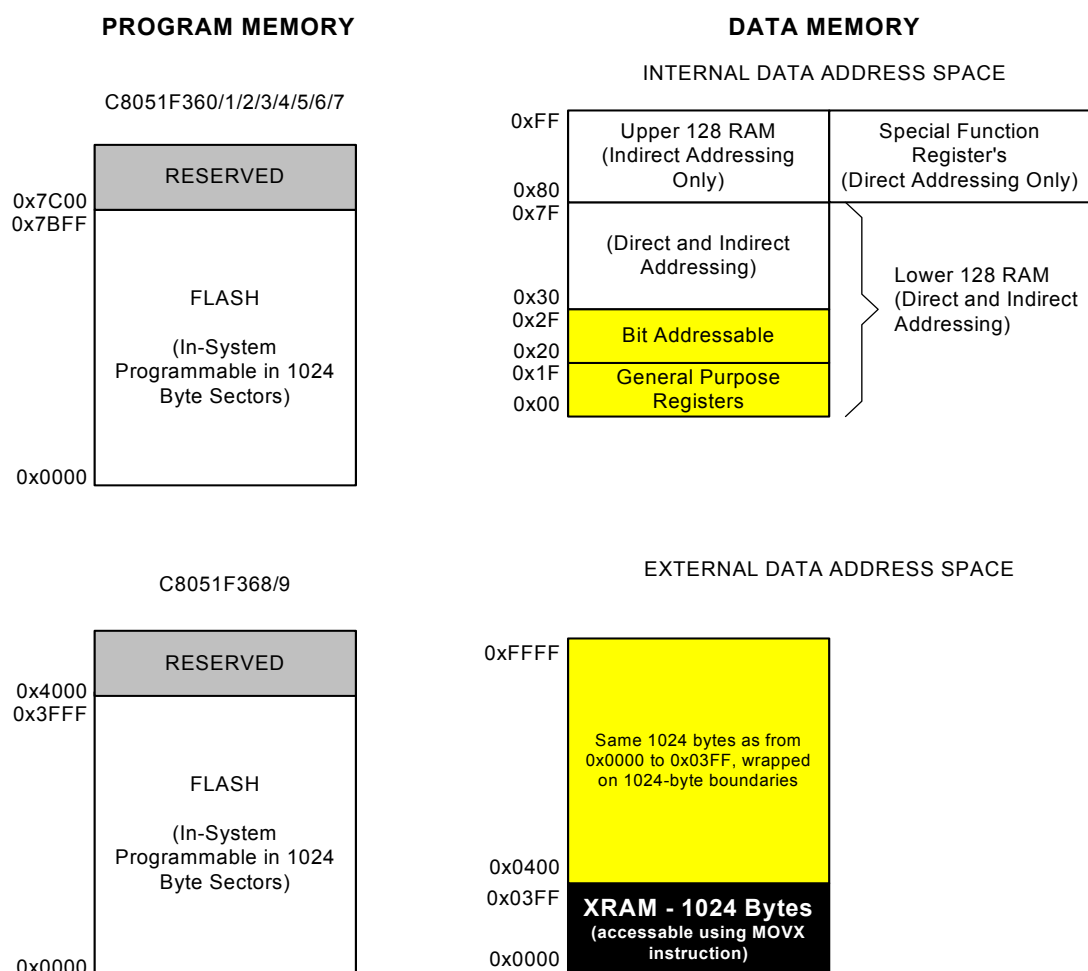 PROGRAM MEMORY
DATA MEMORY
INTERNAL DATA ADDRESS SPACE
C8051F360/1/2/3/4/5/6/7
RESERVED
0x7C00
0x7BFF
FLASH
(In-System
Programmable in 1024
Byte Sectors)
0x0000
0xFF
Upper 128 RAM
(Indirect Addressing
Only)
Special Function
Register's
(Direct Addressing Only)
0x80
0x7F
(Direct and Indirect
Addressing)
Lower 128 RAM
(Direct and Indirect
Addressing)
0x30
0x2F
Bit Addressable
0x20
0x1F
General Purpose
Registers
0x00
C8051F368/9
RESERVED
0x4000
0x3FFF
FLASH
(In-System
Programmable in 1024
Byte Sectors)
0x0000
EXTERNAL DATA ADDRESS SPACE
0xFFFF
Same 1024 bytes as from
0x0000 to 0x03FF, wrapped
on 1024-byte boundaries
0x0400
0x03FF
XRAM - 1024 Bytes
(accessable using MOVX
instruction)
0x0000